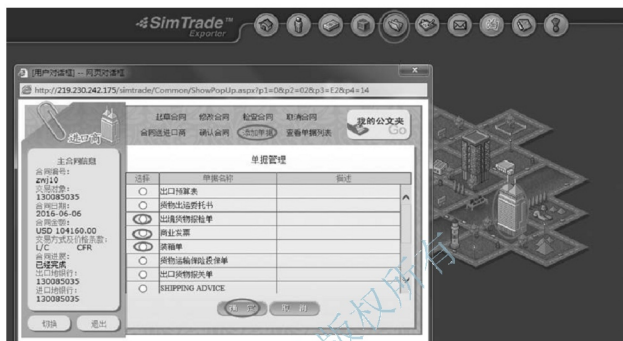 SimTrade™
Exporter
[用户对话框] -- 网页对话框
http://219.230.242.175/simtrade/Common/ShowPopUp.aspx?p1=0&p2=02&p3=E2&p4=14
进口商
起草合同 修改合同 检查合同 取消合同
合同送进口商 确认合同 添加单据 查看单据列表
我的公文夹
Go
主合同信息
合同编号:
zwj10
交易对象:
130085035
合同日期:
2016-06-06
合同金额:
USD 104160.00
交易方式及价格条款:
L/C CFR
合同进展:
已经完成
出口地银行:
130085035
进口地银行:
130085035
切换 退出
单据管理
选择 单据名称 描述
出口预算表
货物出运委托书
出境货物报检单
商业发票
装箱单
货物运输保险投保单
出口货物报关单
SHIPPING ADVICE
版权所有